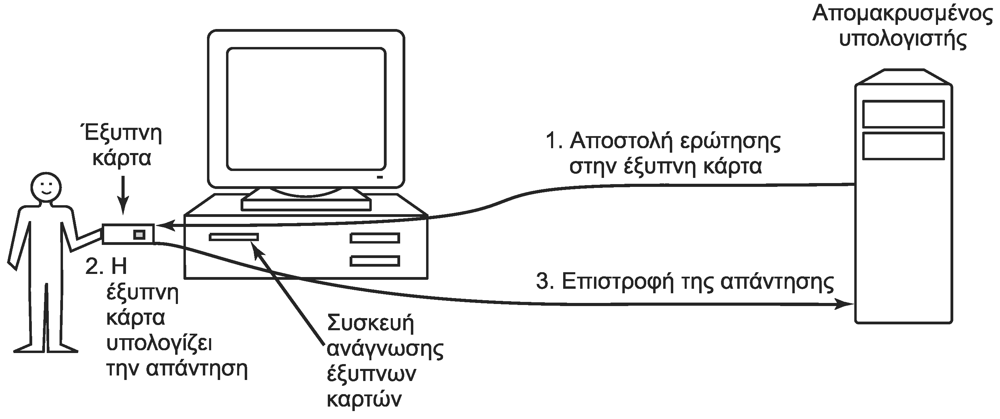 Απομακρυσμένος
υπολογιστής
Έξυπνη
κάρτα
1. Αποστολή ερώτησης
στην έξυπνη κάρτα
2. Η
έξυπνη
κάρτα
υπολογίζει
την απάντηση
3. Επιστροφή της απάντησης
Συσκευή
ανάγνωσης
έξυπνων
καρτών